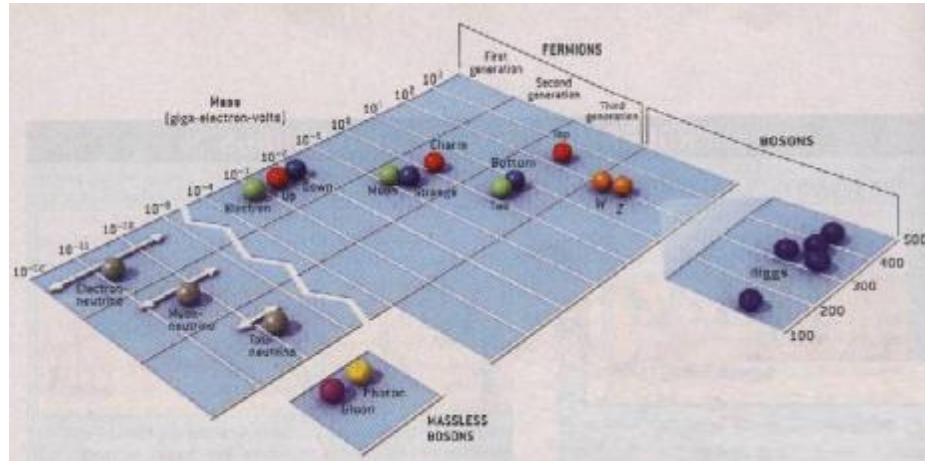 FERMIONS
First
generation
Second
generation
Third
generation
BOSONS
Mass
(giga-electron-volts)
Top
Charm
Bottom
Down
Up
Electron
Muon
Strange
Tau
W
Z
Higgs
500
400
300
200
100
Electron-
neutrino
Muon-
neutrino
Tau-
neutrino
Photon
Gluon
MASSLESS
BOSONS